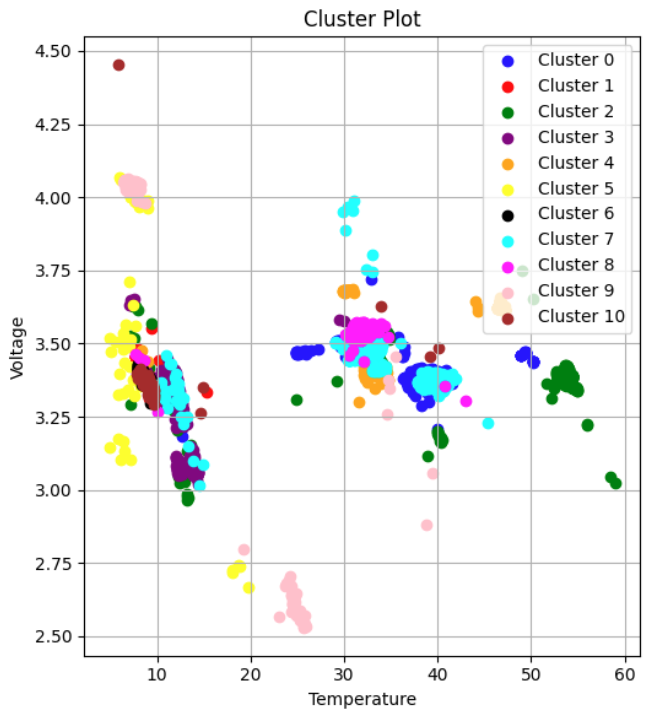 Cluster Plot
4.50
4.25
4.00
3.75
3.50
3.25
3.00
2.75
2.50
Voltage
10
20
30
40
50
60
Temperature
Cluster 0
Cluster 1
Cluster 2
Cluster 3
Cluster 4
Cluster 5
Cluster 6
Cluster 7
Cluster 8
Cluster 9
Cluster 10